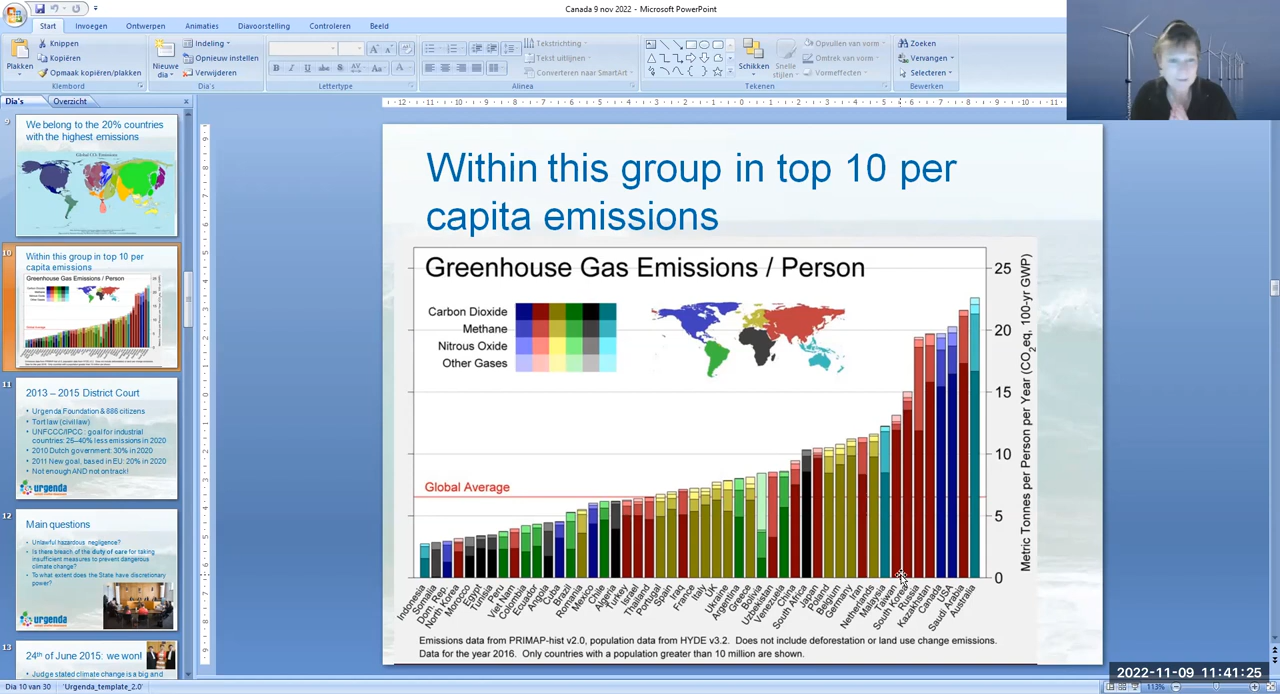 Canada 9 nov 2022 - Microsoft PowerPoint
Start
Invoegen
Ontwerpen
Animaties
Diavoorstelling
Controleren
Beeld
Plakken
Knippen
Kopiëren
Opmaak kopiëren/plakken
Klembord
Nieuwe dia
Indeling
Opnieuw instellen
Verwijderen
Dia's
Lettertype
Tekstrichting
Tekst uitlijnen
Converteren naar SmartArt
Alinea
Schikken
Snelle stijlen
Opvullen van vorm
Omtrek van vorm
Vormeffecten
Tekenen
Zoeken
Vervangen
Selecteren
Bewerken
Dia's
Overzicht
9
We belong to the 20% countries
with the highest emissions
10
Within this group in top 10 per
capita emissions
Greenhouse Gas Emissions / Person
11
2013 – 2015 District Court
Urgenda Foundation & 886 citizens
Tort law (civil law)
UNFCCC/IPCC : goal for industrial
countries: 25-40% less emissions in 2020
2010 Dutch government: 30% in 2020
2011 New goal, based in EU: 20% in 2020
Not enough AND not on track!
urgenda
12
Main questions
Unlawful hazardous negligence?
Is there breach of the duty of care for taking
insufficient measures to prevent dangerous
climate change?
To what extent does the State have discretionary
power?
urgenda
13
24th of June 2015: we won!
Judge stated climate change is a big and
Within this group in top 10 per
capita emissions
Greenhouse Gas Emissions / Person
Carbon Dioxide
Methane
Nitrous Oxide
Other Gases
Global Average
25
20
15
10
5
0
Metric Tonnes per Person per Year (CO2eq, 100-yr GWP)
Indonesia
Somalia
Dom. Rep.
North Korea
Morocco
Egypt
Tunisia
Peru
Viet Nam
Colombia
Ecuador
Angola
Cuba
Brazil
Romania
Mexico
Chile
Algeria
Turkey
Israel
Thailand
Portugal
Spain
Iraq
France
Italy
UK
Ukraine
Argentina
Greece
Bolivia
Uzbekistan
Venezuela
China
South Africa
Japan
Poland
Belgium
Germany
Iran
Netherlands
Malaysia
Taiwan
South Korea
Russia
Kazakhstan
Canada
USA
Saudi Arabia
Australia
Emissions data from PRIMAP-hist v2.0, population data from HYDE v3.2. Does not include deforestation or land use change emissions.
Data for the year 2016. Only countries with a population greater than 10 million are shown.
2022-11-09 11:41:25
Dia 10 van 30
'Urgenda_template_2.0'
113%